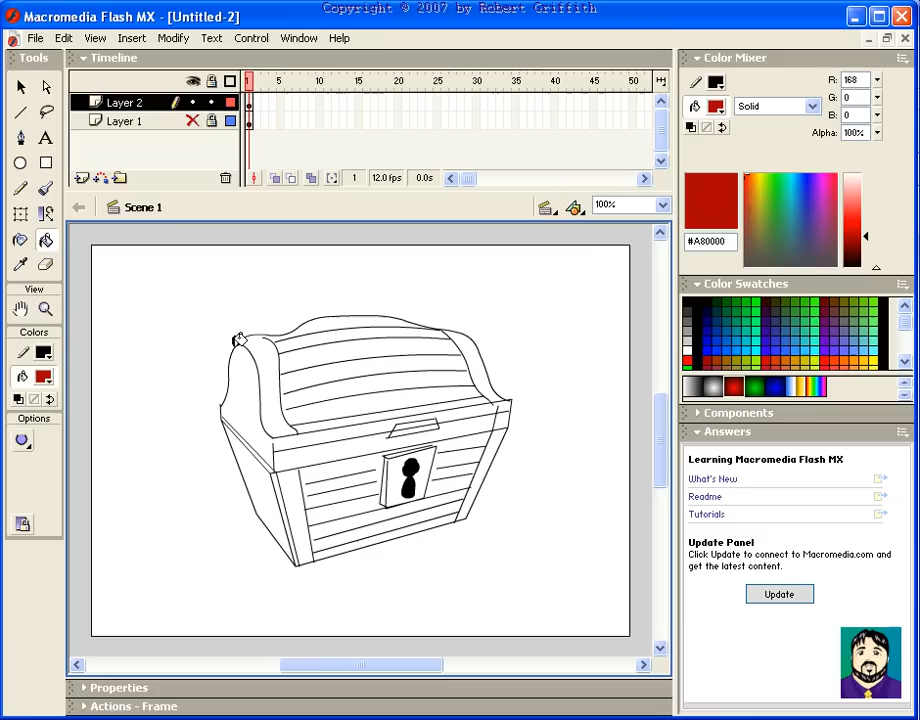 Copyright © 2007 by Robert Griffith
Macromedia Flash MX - [Untitled-2]
File Edit View Insert Modify Text Control Window Help
Tools
Timeline
5 10 15 20 25 30 35 40 45 50
Layer 2
Layer 1
1 12.0 fps 0.0s
Scene 1
100%
View
Colors
Options
Properties
Actions - Frame
Color Mixer
R: 168
Solid
G: 0
B: 0
Alpha: 100%
#A80000
Color Swatches
Components
Answers
Learning Macromedia Flash MX
What's New
Readme
Tutorials
Update Panel
Click Update to connect to Macromedia.com and
get the latest content.
Update